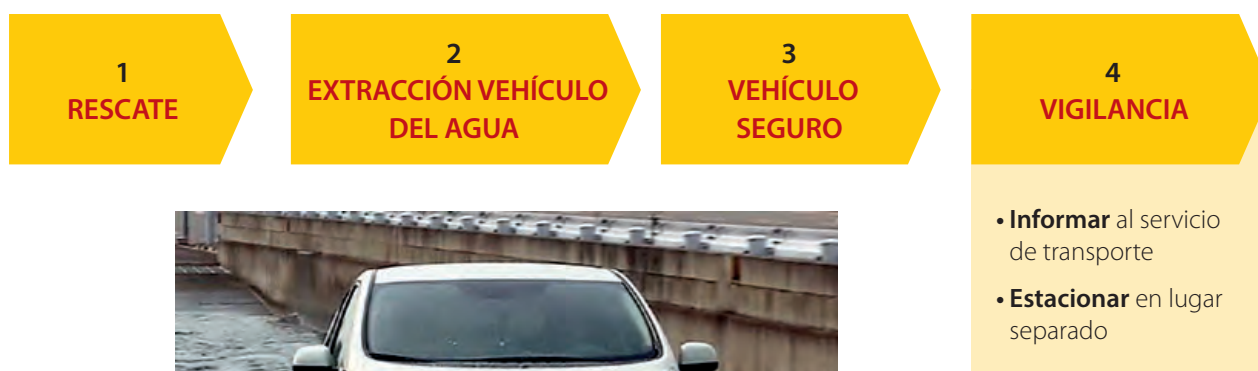 1
RESCATE
2
EXTRACCIÓN VEHÍCULO
DEL AGUA
3
VEHÍCULO
SEGURO
4
VIGILANCIA
• Informar al servicio
de transporte
• Estacionar en lugar
separado